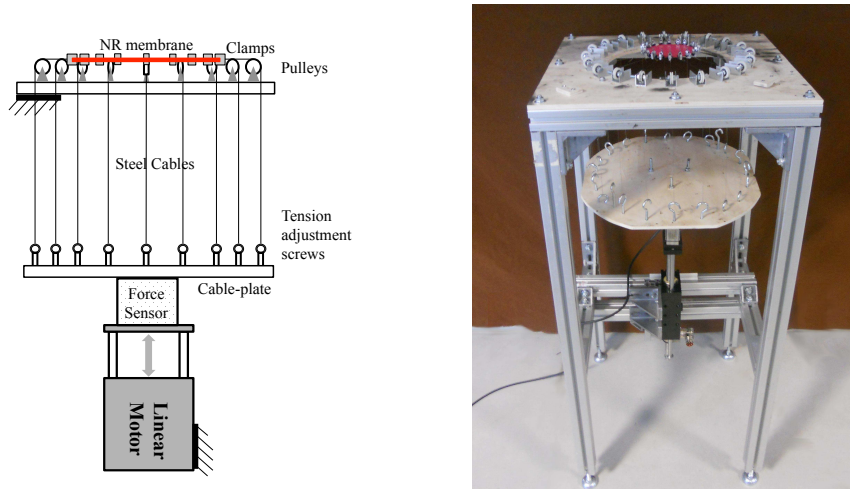 NR membrane
Clamps
Pulleys
Steel Cables
Tension
adjustment
screws
Cable-plate
Force
Sensor
Linear
Motor